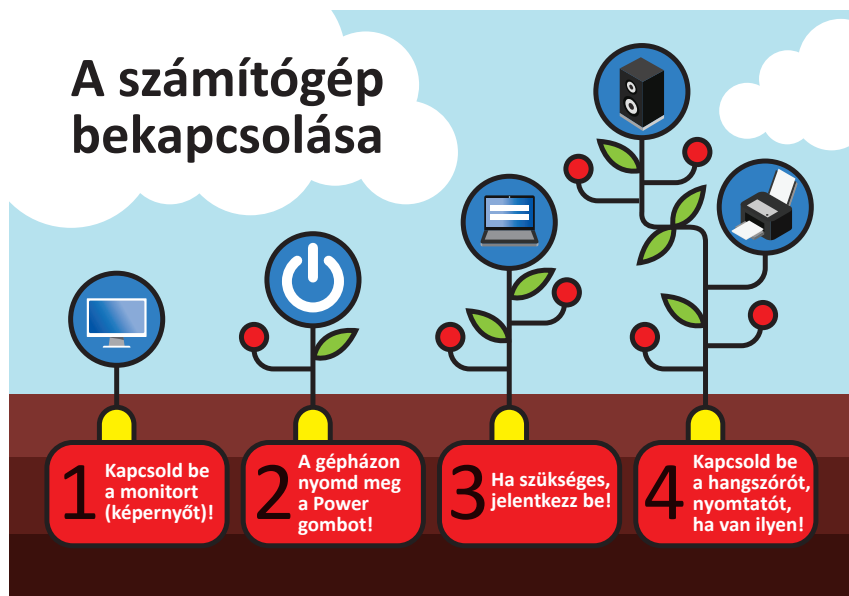 A számítógép
bekapcsolása
1
Kapcsold be
a monitort
(képernyőt)!
2
A gépházon
nyomd meg
a Power
gombot!
3
Ha szükséges,
jelentkezz be!
4
Kapcsold be
a hangszórót,
nyomtatót,
ha van ilyen!